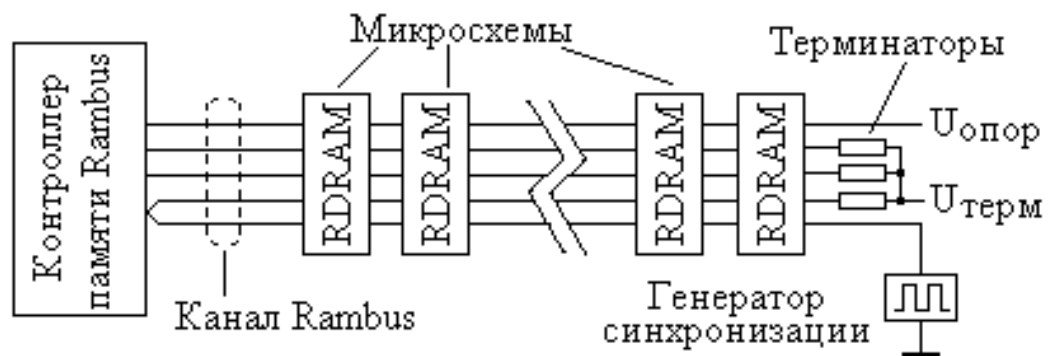 Контроллер
памяти Rambus
Микросхемы
Терминаторы
RDRAM
RDRAM
RDRAM
RDRAM
Uопор
Uтерм
Канал Rambus
Генератор
синхронизации